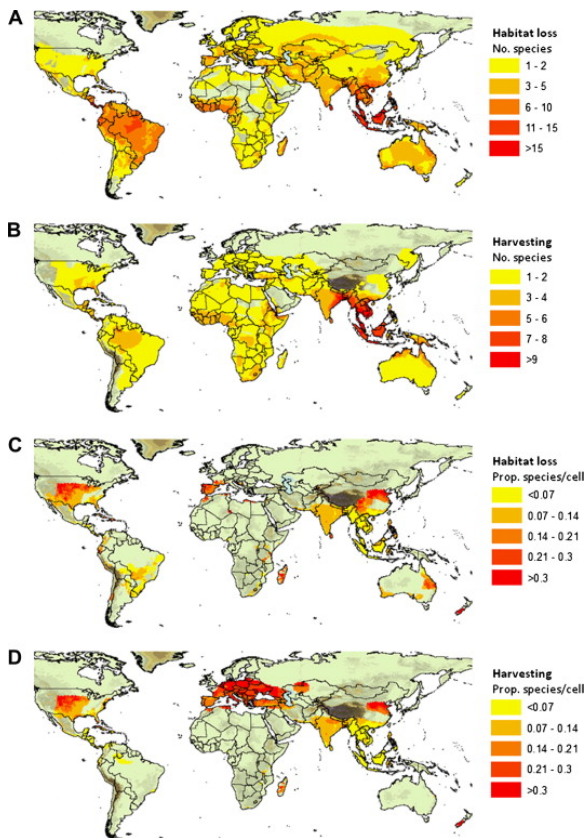 A
Habitat loss
No. species
1 - 2
3 - 5
6 - 10
11 - 15
>15
B
Harvesting
No. species
1 - 2
3 - 4
5 - 6
7 - 8
>9
C
Habitat loss
Prop. species/cell
<0.07
0.07 - 0.14
0.14 - 0.21
0.21 - 0.3
>0.3
D
Harvesting
Prop. species/cell
<0.07
0.07 - 0.14
0.14 - 0.21
0.21 - 0.3
>0.3